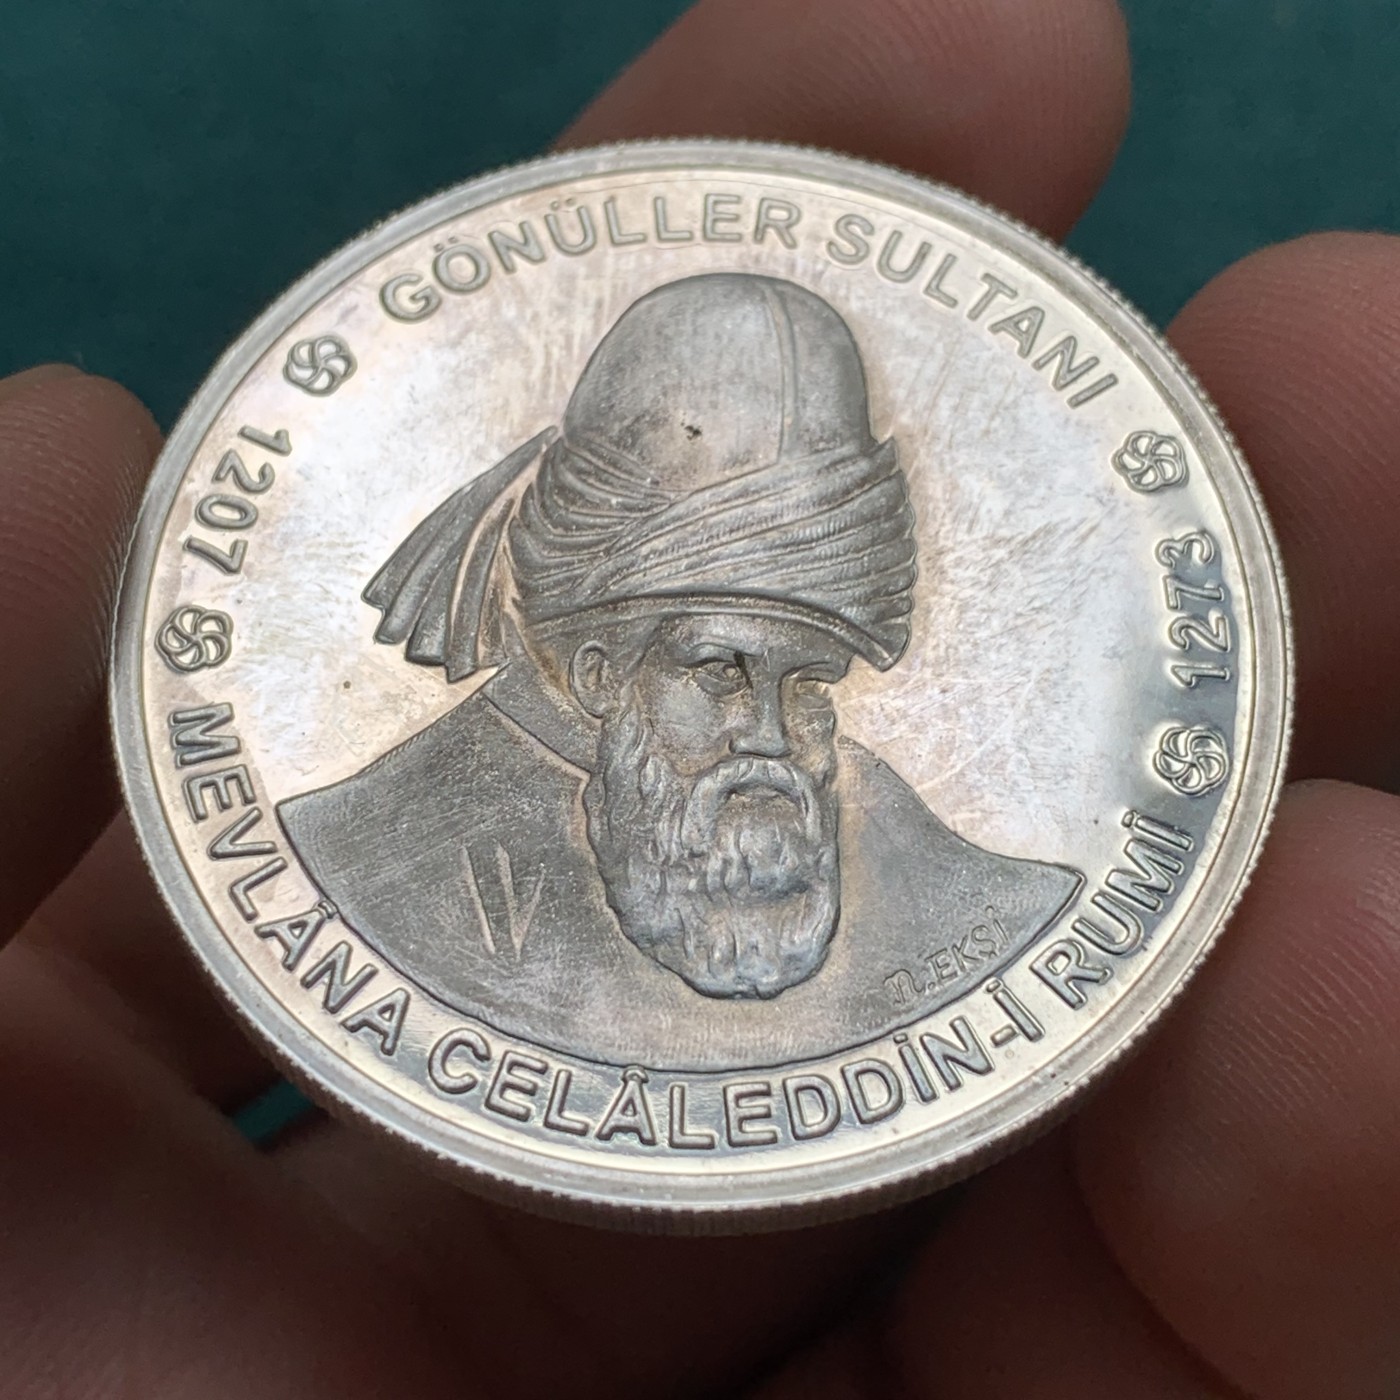 GÖNÜLLER SULTANI
1207
1273
MEVLÂNA CELÂLEDDİN-İ RUMİ
N.EKŞİ